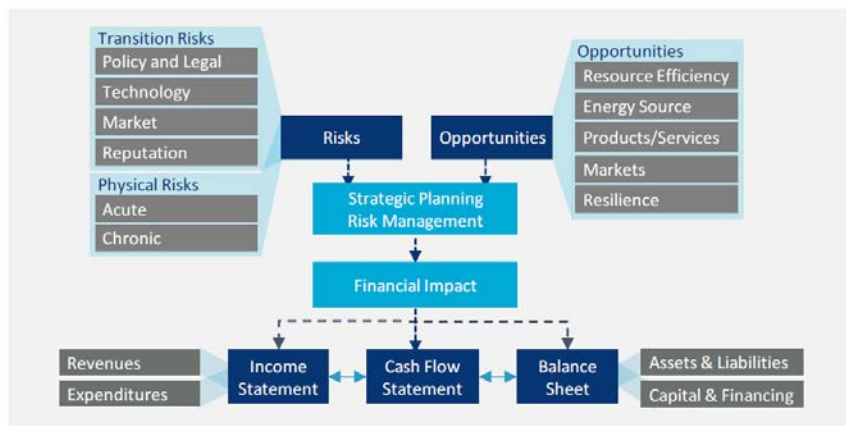 Transition Risks
Policy and Legal
Technology
Market
Reputation
Physical Risks
Acute
Chronic
Risks
Opportunities
Opportunities
Resource Efficiency
Energy Source
Products/Services
Markets
Resilience
Strategic Planning
Risk Management
Financial Impact
Revenues
Expenditures
Income
Statement
Cash Flow
Statement
Balance
Sheet
Assets & Liabilities
Capital & Financing